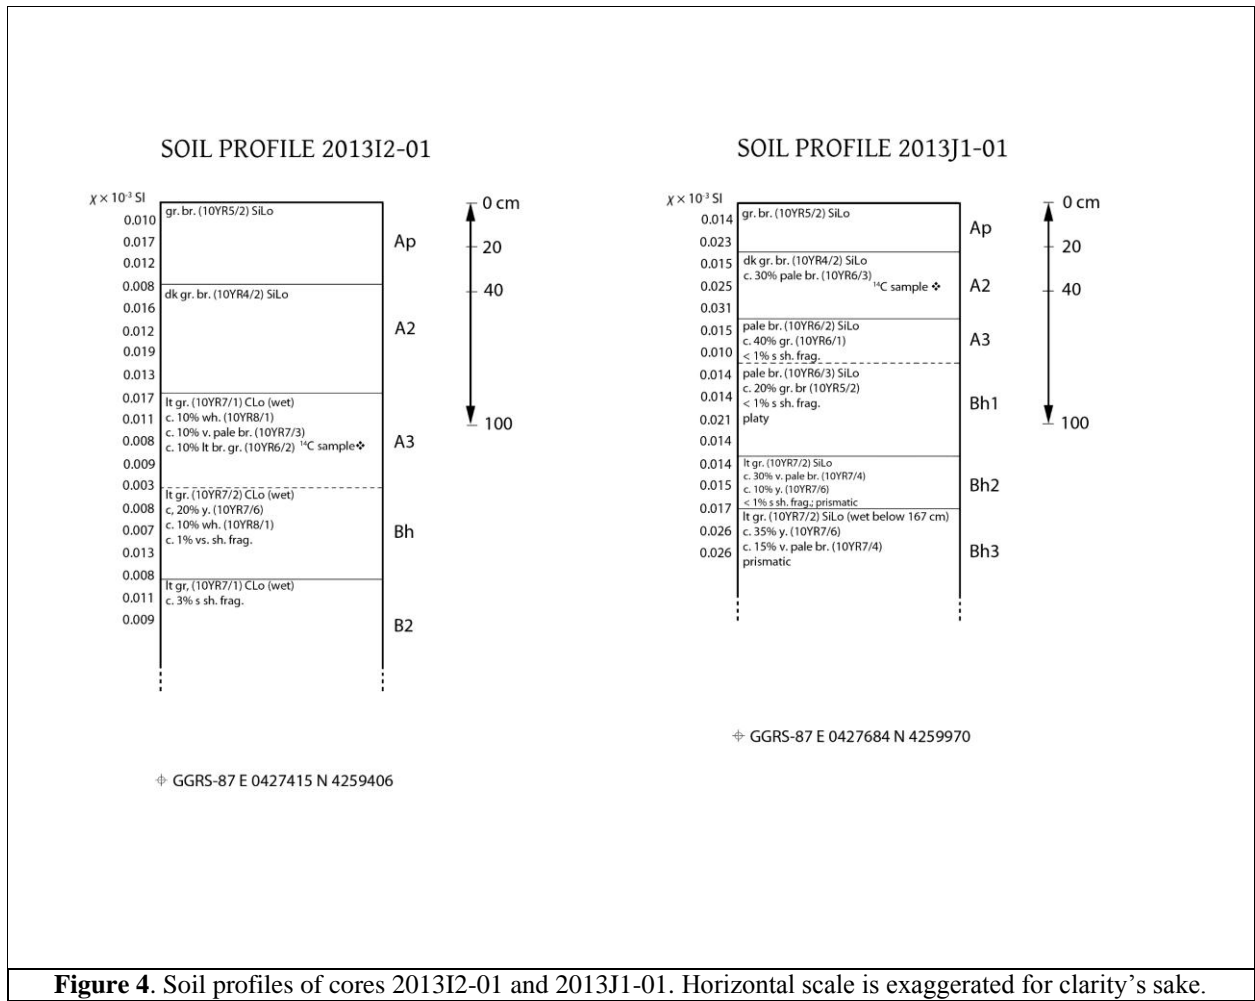 SOIL PROFILE 2013I2-01
χ × 10⁻³ SI
0.010
0.017
0.012
0.008
0.016
0.012
0.019
0.013
0.017
0.011
0.008
0.009
0.003
0.008
0.007
0.013
0.008
0.011
0.009
gr. br. (10YR5/2) SiLo
dk gr. br. (10YR4/2) SiLo
lt gr. (10YR7/1) CLo (wet)
c. 10% wh. (10YR8/1)
c. 10% v. pale br. (10YR7/3)
c. 10% lt br. gr. (10YR6/2) ¹⁴C sample❖
lt gr. (10YR7/2) CLo (wet)
c, 20% y. (10YR7/6)
c. 10% wh. (10YR8/1)
c. 1% vs. sh. frag.
lt gr, (10YR7/1) CLo (wet)
c. 3% s sh. frag.
Ap
A2
A3
Bh
B2
0 cm
20
40
100
⌖ GGRS-87 E 0427415 N 4259406
SOIL PROFILE 2013J1-01
χ × 10⁻³ SI
0.014
0.023
0.015
0.025
0.031
0.015
0.010
0.014
0.014
0.021
0.014
0.014
0.015
0.017
0.026
0.026
gr. br. (10YR5/2) SiLo
dk gr. br. (10YR4/2) SiLo
c. 30% pale br. (10YR6/3)
¹⁴C sample ❖
pale br. (10YR6/2) SiLo
c. 40% gr. (10YR6/1)
< 1% s sh. frag.
pale br. (10YR6/3) SiLo
c. 20% gr. br (10YR5/2)
< 1% s sh. frag.
platy
lt gr. (10YR7/2) SiLo
c. 30% v. pale br. (10YR7/4)
c. 10% y. (10YR7/6)
< 1% s sh. frag.; prismatic
lt gr. (10YR7/2) SiLo (wet below 167 cm)
c. 35% y. (10YR7/6)
c. 15% v. pale br. (10YR7/4)
prismatic
Ap
A2
A3
Bh1
Bh2
Bh3
0 cm
20
40
100
⌖ GGRS-87 E 0427684 N 4259970
Figure 4. Soil profiles of cores 2013I2-01 and 2013J1-01. Horizontal scale is exaggerated for clarity’s sake.